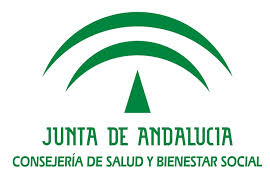 JUNTA DE ANDALUCIA
CONSEJERÍA DE SALUD Y BIENESTAR SOCIAL